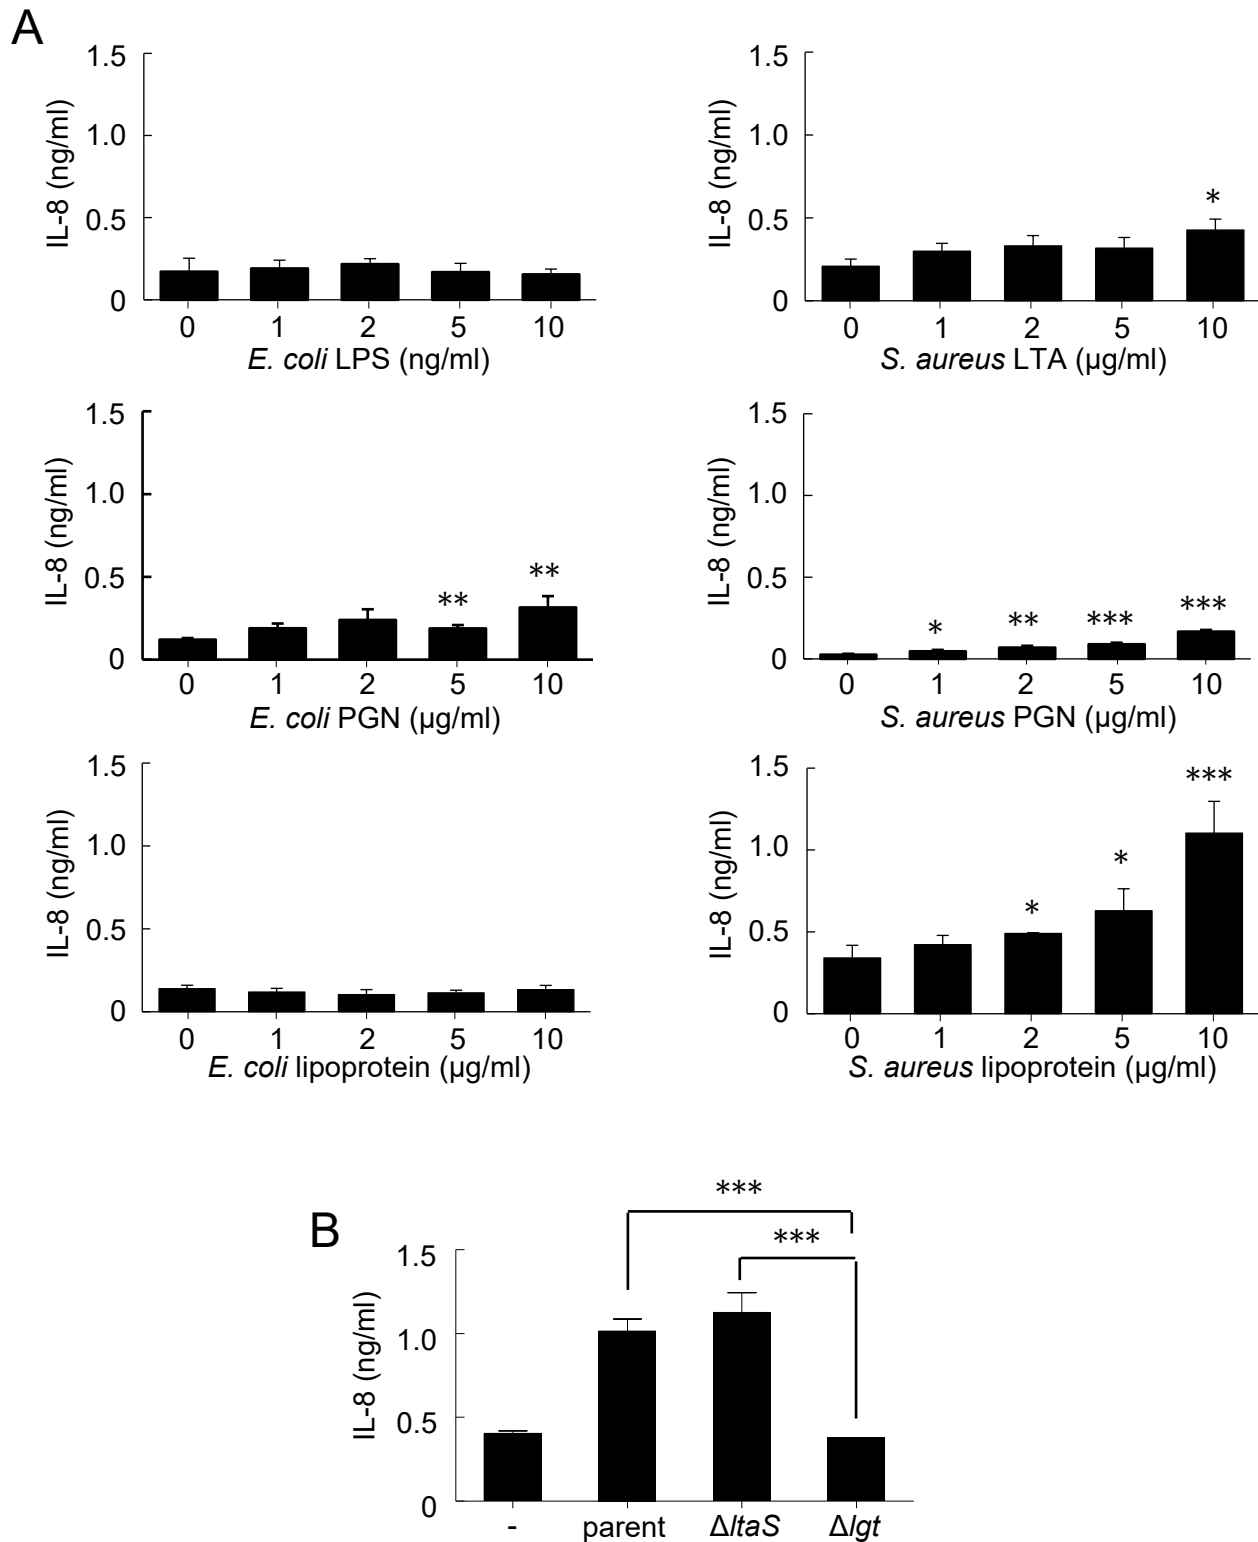 A
1.5
1.0
0.5
0
IL-8 (ng/ml)
0 1 2 5 10
E. coli LPS (ng/ml)
1.5
1.0
0.5
0
IL-8 (ng/ml)
*
0 1 2 5 10
S. aureus LTA (µg/ml)
1.5
1.0
0.5
0
IL-8 (ng/ml)
** **
0 1 2 5 10
E. coli PGN (µg/ml)
1.5
1.0
0.5
0
IL-8 (ng/ml)
* ** *** ***
0 1 2 5 10
S. aureus PGN (µg/ml)
1.5
1.0
0.5
0
IL-8 (ng/ml)
0 1 2 5 10
E. coli lipoprotein (µg/ml)
1.5
1.0
0.5
0
IL-8 (ng/ml)
* * ***
0 1 2 5 10
S. aureus lipoprotein (µg/ml)
B
***
***
1.5
1.0
0.5
0
IL-8 (ng/ml)
- parent ΔltaS Δlgt